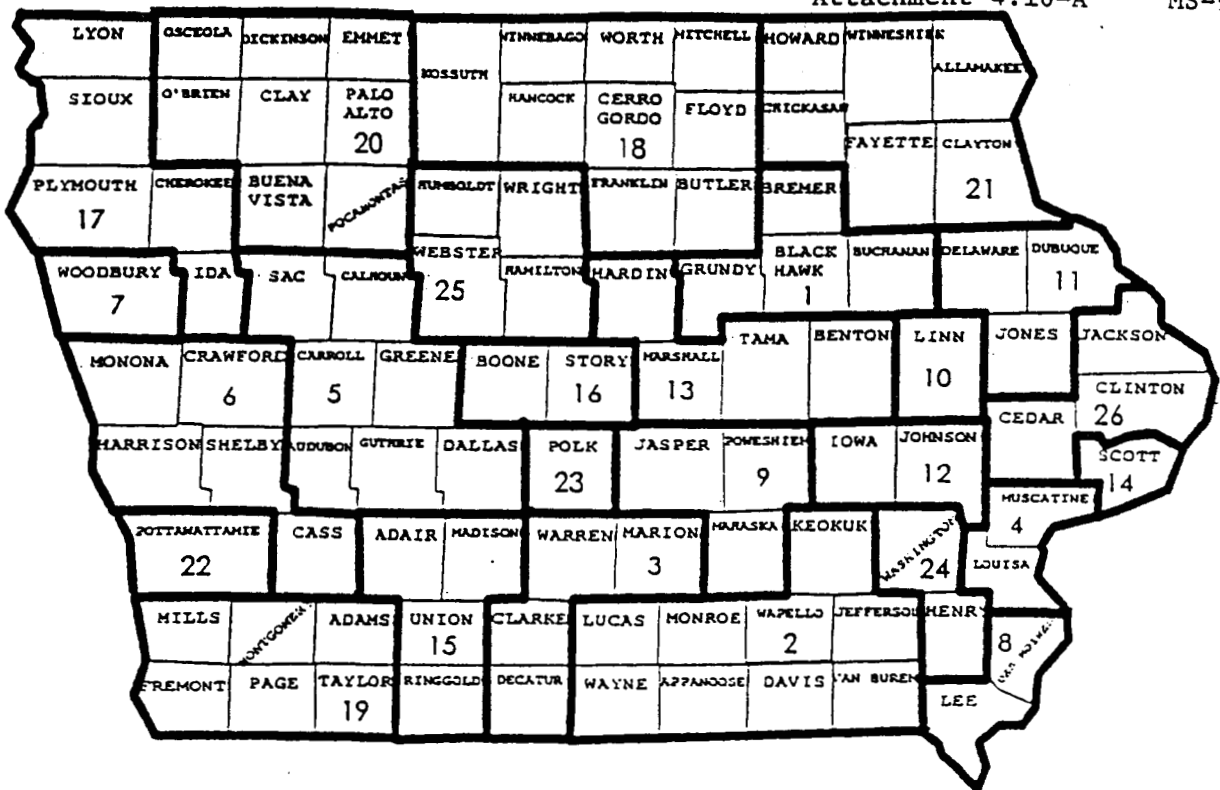 Attachment 4.16-A
LYON OSCEOLA DICKINSON EMMET WINNEBAGO WORTH MITCHELL HOWARD WINNESHIEK
KOSSUTH ALLAMAKEE
SIOUX O'BRIEN CLAY PALO ALTO HANCOCK CERRO GORDO FLOYD CHICKASAW
20 18
FAYETTE CLAYTON
PLYMOUTH CHEROKEE BUENA VISTA POCAHONTAS HUMBOLDT WRIGHT FRANKLIN BUTLER BREMER
17 21
WEBSTER BLACK HAWK BUCHANAN DELAWARE DUBUQUE
WOODBURY IDA SAC CALHOUN HAMILTON HARDIN GRUNDY
7 25 1 11
TAMA BENTON LINN JONES JACKSON
MONONA CRAWFORD CARROLL GREENE BOONE STORY MARSHALL
6 5 16 13 10
CLINTON
CEDAR 26
HARRISON SHELBY AUDUBON GUTHRIE DALLAS POLK JASPER POWESHIEK IOWA JOHNSON
SCOTT
23 9 12 14
MUSCATINE
POTTAWATTAMIE CASS ADAIR MADISON WARREN MARION MAHASKA KEOKUK WASHINGTON
4
22 3 24 LOUISA
MILLS MONTGOMERY ADAMS UNION CLARKE LUCAS MONROE WAPELLO JEFFERSON HENRY
15 2 8
FREMONT PAGE TAYLOR RINGGOLD DECATUR WAYNE APPANOOSE DAVIS VAN BUREN
19 LEE